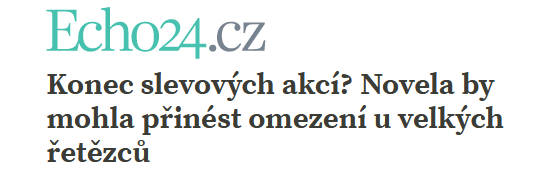 Echo24.cz
Konec slevových akcí? Novela by
mohla přinést omezení u velkých
řetězců